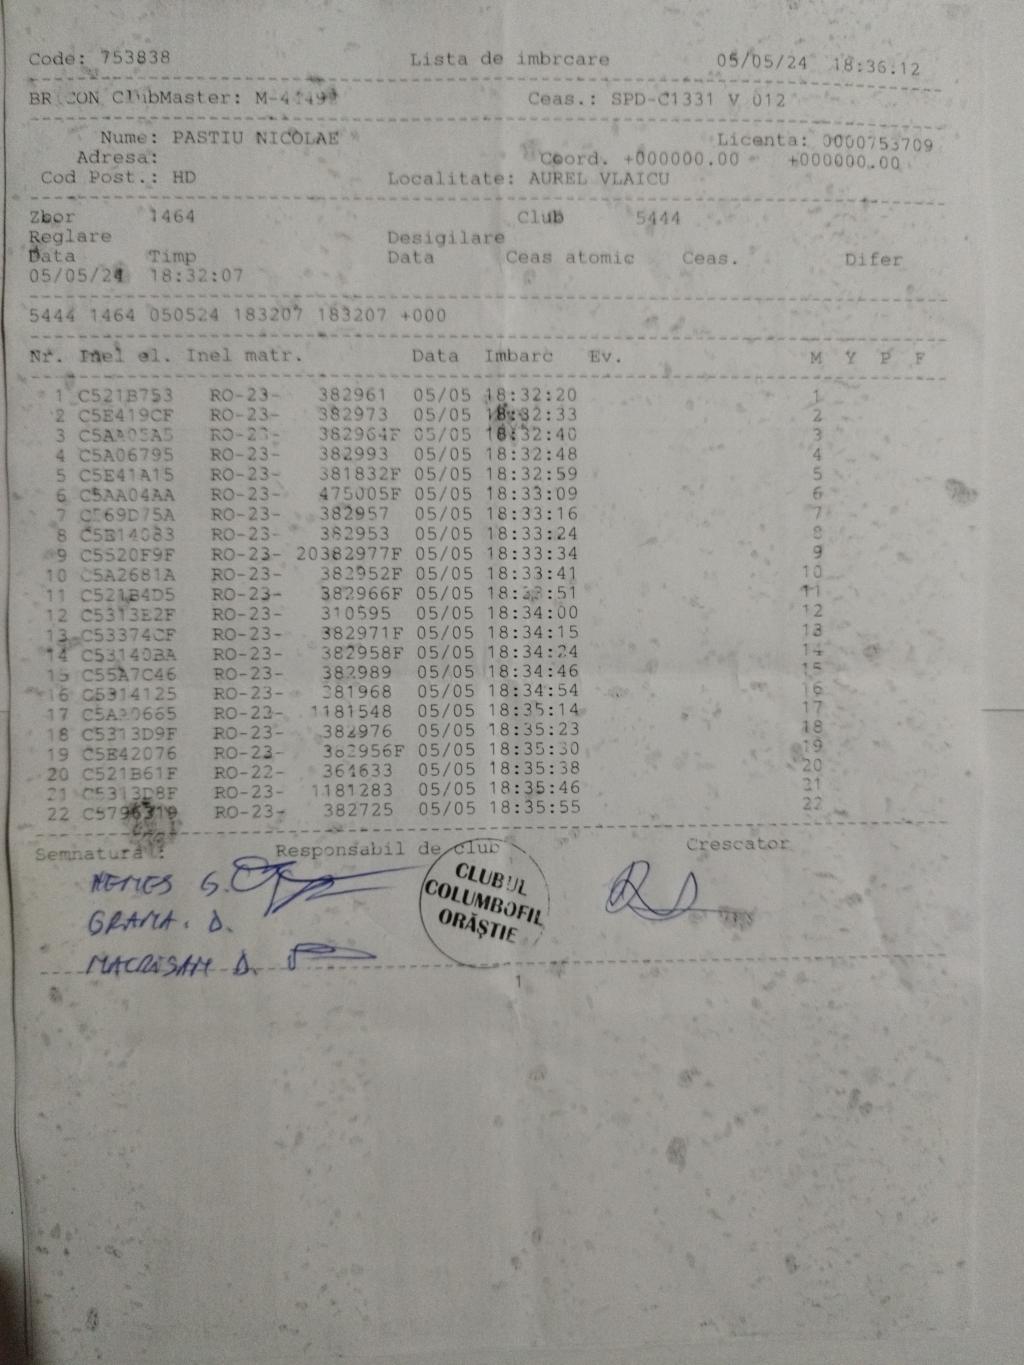 Code: 753838 Lista de imbrcare 05/05/24 18:36:12
BRICON ClubMaster: Ceas.: SPD-C1331 V 012
Nume: PASTIU NICOLAE Licenta: 0000753709
Adresa: Coord. +000000.00 +000000.00
Cod Post.: HD Localitate: AUREL VLAICU
Zbor 1464 Club 5444
Reglare Desigilare
Data Timp Data Ceas atomic Ceas. Difer
05/05/24 18:32:07
5444 1464 050524 183207 183207 +000
Nr. Inel el. Inel matr. Data Imbarc Ev. M Y P F
1 C521B753 RO-23- 382961 05/05 18:32:20 1
2 C5E419CF RO-23- 382973 05/05 18:32:33 2
3 C5AA05A5 RO-23- 382964F 05/05 18:32:40 3
4 C5A06795 RO-23- 382993 05/05 18:32:48 4
5 C5E41A15 RO-23- 381832F 05/05 18:32:59 5
6 C5AA04AA RO-23- 475005F 05/05 18:33:09 6
7 C569D75A RO-23- 382957 05/05 18:33:16 7
8 RO-23- 382953 05/05 18:33:24 8
9 C5520F9F RO-23- 20382977F 05/05 18:33:34 9
10 C5A2681A RO-23- 382952F 05/05 18:33:41 10
11 C521B4D5 RO-23- 382966F 05/05 18:33:51 11
12 C5313E2F RO-23- 310595 05/05 18:34:00 12
13 C53374CF RO-23- 382971F 05/05 18:34:15 13
14 C53140BA RO-23- 382958F 05/05 18:34:24 14
15 C55A7C46 RO-23- 382989 05/05 18:34:46 15
16 C5314125 RO-23- 05/05 18:34:54 16
17 1181548 05/05 18:35:14 17
18 C5313D9F RO-23- 382976 05/05 18:35:23 18
19 C5E42076 RO-23- 382956F 05/05 18:35:30 19
20 C521B61F RO-22- 364633 05/05 18:35:38 20
21 C5313D8F RO-23- 1181283 05/05 18:35:46 21
22 C5796319 RO-23- 382725 05/05 18:35:55 22
Semnatura : Responsabil de club Crescator
NEMES G.
GRAMA. D.
D.
CLUBUL
COLUMBOFIL
ORĂȘTIE
1